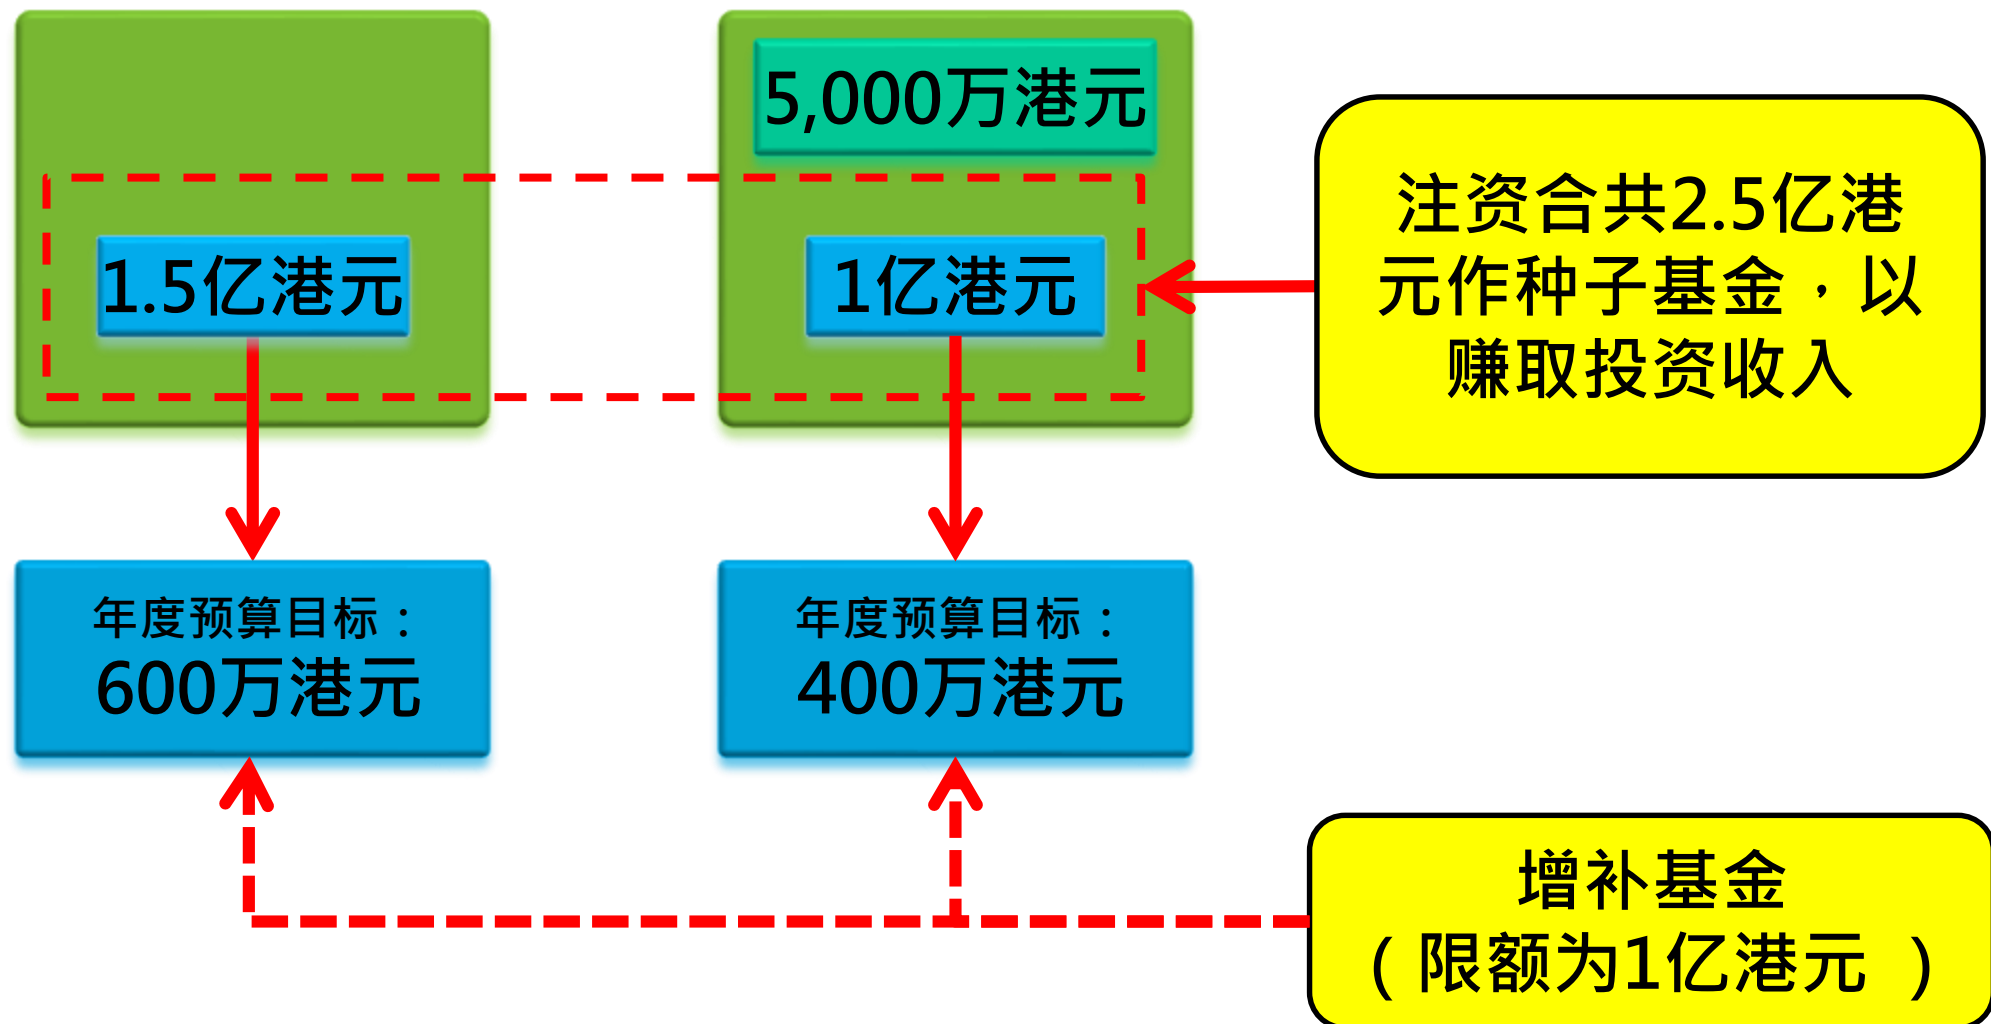 5,000万港元
1.5亿港元
1亿港元
注资合共2.5亿港
元作种子基金，以
赚取投资收入
年度预算目标：
600万港元
年度预算目标：
400万港元
增补基金
（限额为1亿港元 ）